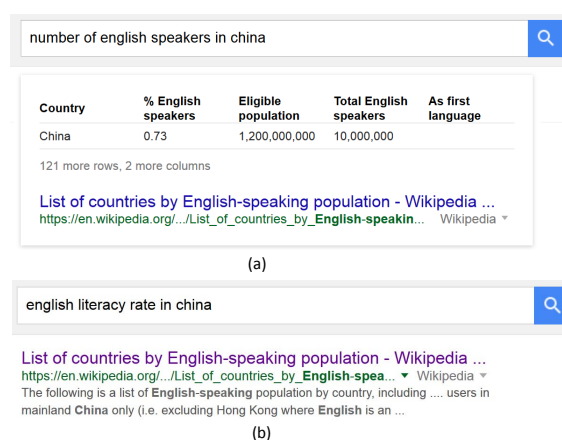 number of english speakers in china
Country % English speakers Eligible population Total English speakers As first language
China 0.73 1,200,000,000 10,000,000
121 more rows, 2 more columns
List of countries by English-speaking population - Wikipedia ...
https://en.wikipedia.org/.../List_of_countries_by_English-speakin... Wikipedia
(a)
english literacy rate in china
List of countries by English-speaking population - Wikipedia ...
https://en.wikipedia.org/.../List_of_countries_by_English-spea... Wikipedia
The following is a list of English-speaking population by country, including .... users in
mainland China only (i.e. excluding Hong Kong where English is an ...
(b)